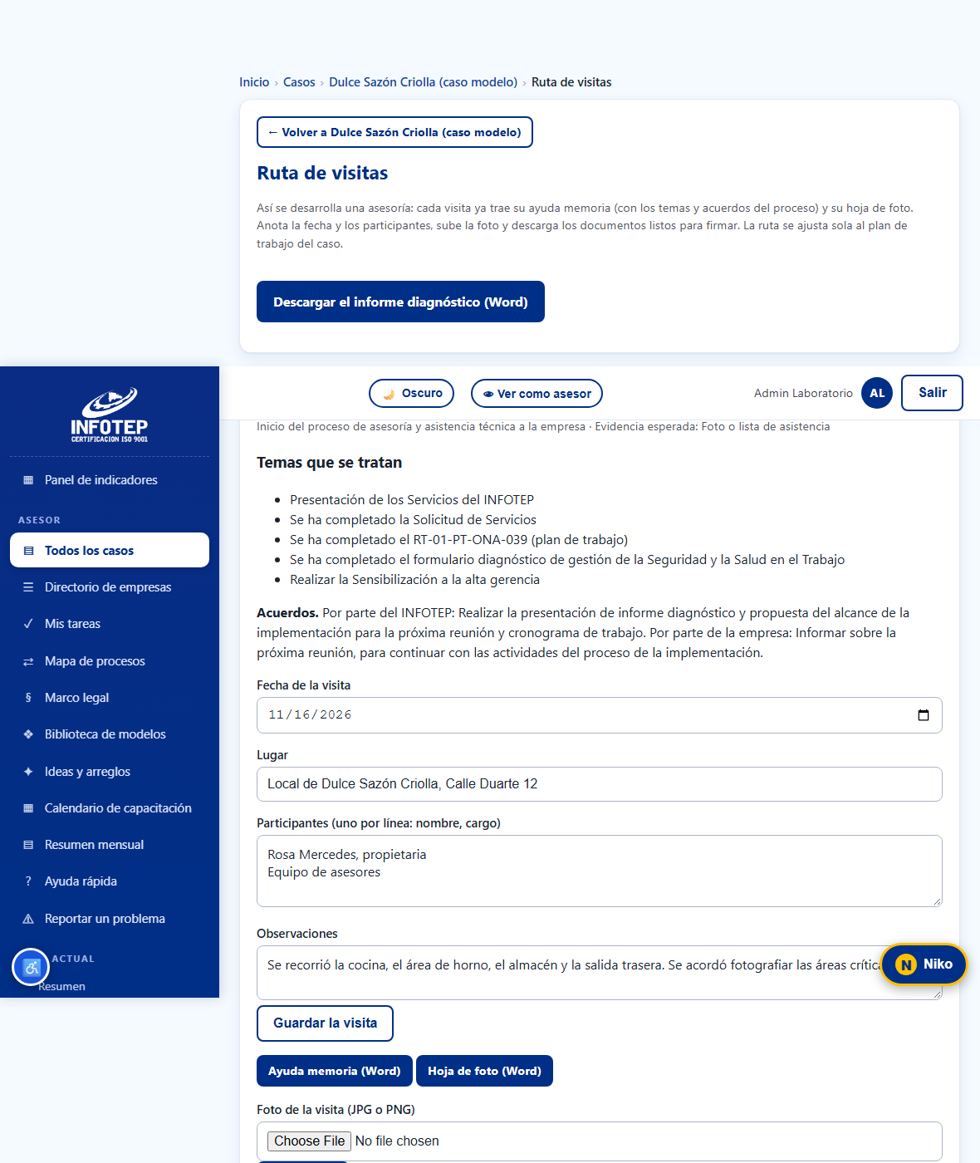 Inicio › Casos › Dulce Sazón Criolla (caso modelo) › Ruta de visitas
← Volver a Dulce Sazón Criolla (caso modelo)
Ruta de visitas
Así se desarrolla una asesoría: cada visita ya trae su ayuda memoria (con los temas y acuerdos del proceso) y su hoja de foto.
Anota la fecha y los participantes, sube la foto y descarga los documentos listos para firmar. La ruta se ajusta sola al plan de
trabajo del caso.
Descargar el informe diagnóstico (Word)
INFOTEP
CERTIFICACION ISO 9001
Panel de indicadores
ASESOR
Todos los casos
Directorio de empresas
Mis tareas
Mapa de procesos
§ Marco legal
Biblioteca de modelos
Ideas y arreglos
Calendario de capacitación
Resumen mensual
? Ayuda rápida
Reportar un problema
ACTUAL
Resumen
Oscuro
Ver como asesor
Admin Laboratorio
AL
Salir
Inicio del proceso de asesoría y asistencia técnica a la empresa · Evidencia esperada: Foto o lista de asistencia
Temas que se tratan
• Presentación de los Servicios del INFOTEP
• Se ha completado la Solicitud de Servicios
• Se ha completado el RT-01-PT-ONA-039 (plan de trabajo)
• Se ha completado el formulario diagnóstico de gestión de la Seguridad y la Salud en el Trabajo
• Realizar la Sensibilización a la alta gerencia
Acuerdos. Por parte del INFOTEP: Realizar la presentación de informe diagnóstico y propuesta del alcance de la
implementación para la próxima reunión y cronograma de trabajo. Por parte de la empresa: Informar sobre la
próxima reunión, para continuar con las actividades del proceso de la implementación.
Fecha de la visita
11/16/2026
Lugar
Local de Dulce Sazón Criolla, Calle Duarte 12
Participantes (uno por línea: nombre, cargo)
Rosa Mercedes, propietaria
Equipo de asesores
Observaciones
Se recorrió la cocina, el área de horno, el almacén y la salida trasera. Se acordó fotografiar las áreas crític
N Niko
Guardar la visita
Ayuda memoria (Word)
Hoja de foto (Word)
Foto de la visita (JPG o PNG)
Choose File No file chosen